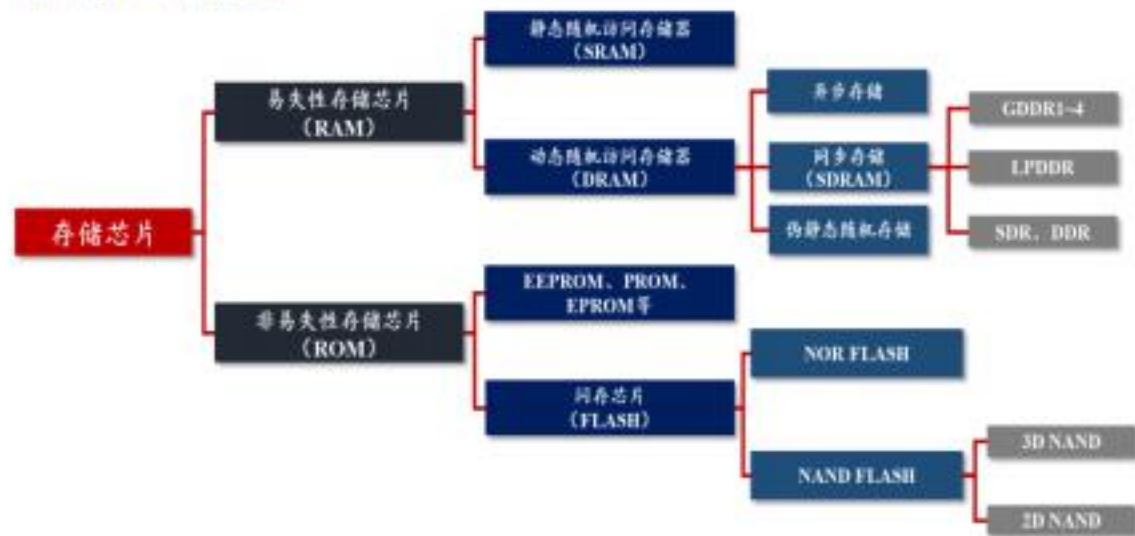 静态随机访问存储器
（SRAM）
易失性存储芯片
（RAM）
异步存储
GDDR1~4
动态随机访问存储器
（DRAM）
同步存储
（SDRAM）
LPDDR
存储芯片
伪静态随机存储
SDR、DDR
EEPROM、PROM、
EPROM等
非易失性存储芯片
（ROM）
NOR FLASH
闪存芯片
（FLASH）
3D NAND
NAND FLASH
2D NAND